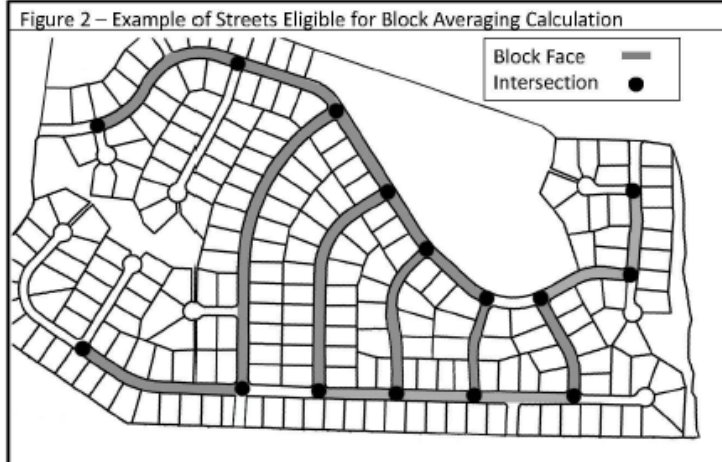 Figure 2 – Example of Streets Eligible for Block Averaging Calculation
Block Face
Intersection